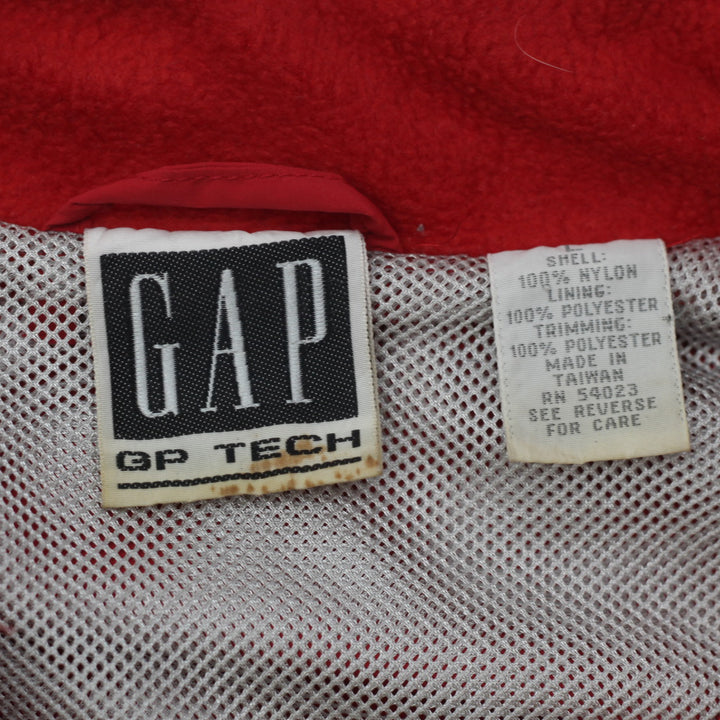 GAP
GP TECH
L
SHELL:
100% NYLON
LINING:
100% POLYESTER
TRIMMING:
100% POLYESTER
MADE IN
TAIWAN
RN 54023
SEE REVERSE
FOR CARE